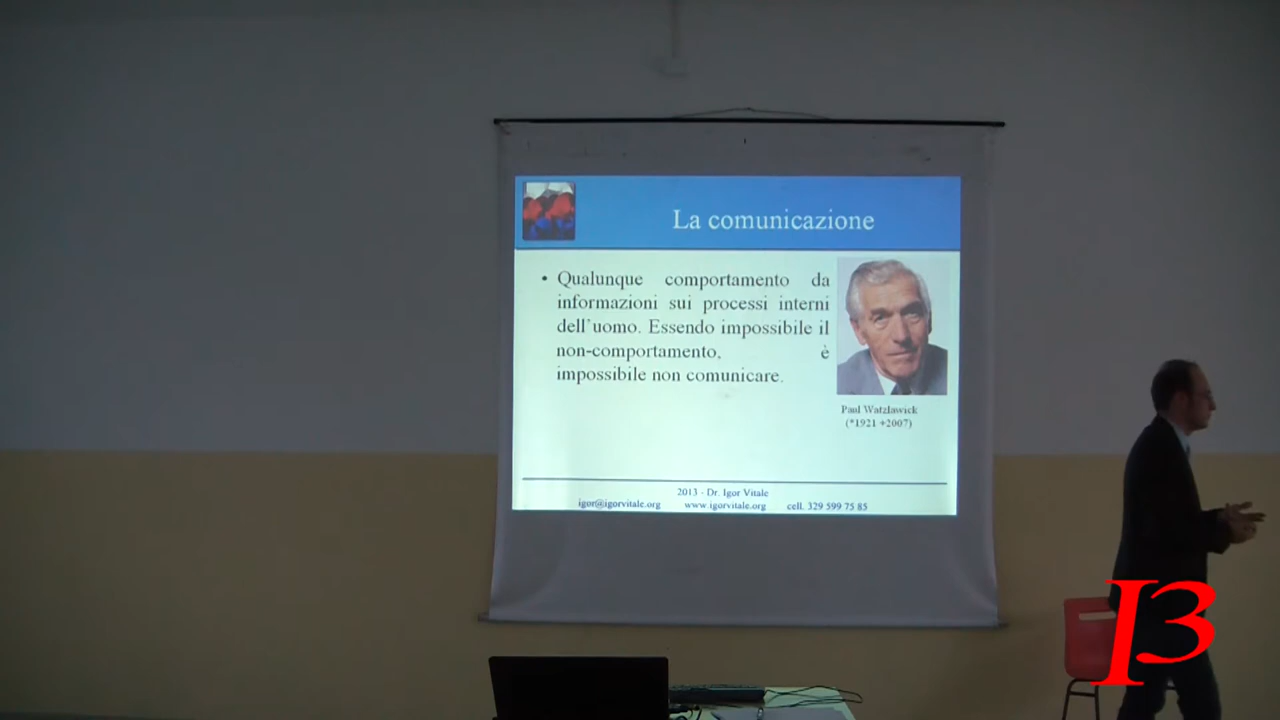 La comunicazione
• Qualunque comportamento da
informazioni sui processi interni
dell'uomo. Essendo impossibile il
non-comportamento, è
impossibile non comunicare.
Paul Watzlawick
(*1921 +2007)
2013 - Dr. Igor Vitale
igor@igorvitale.org www.igorvitale.org cell. 329 599 75 85
13